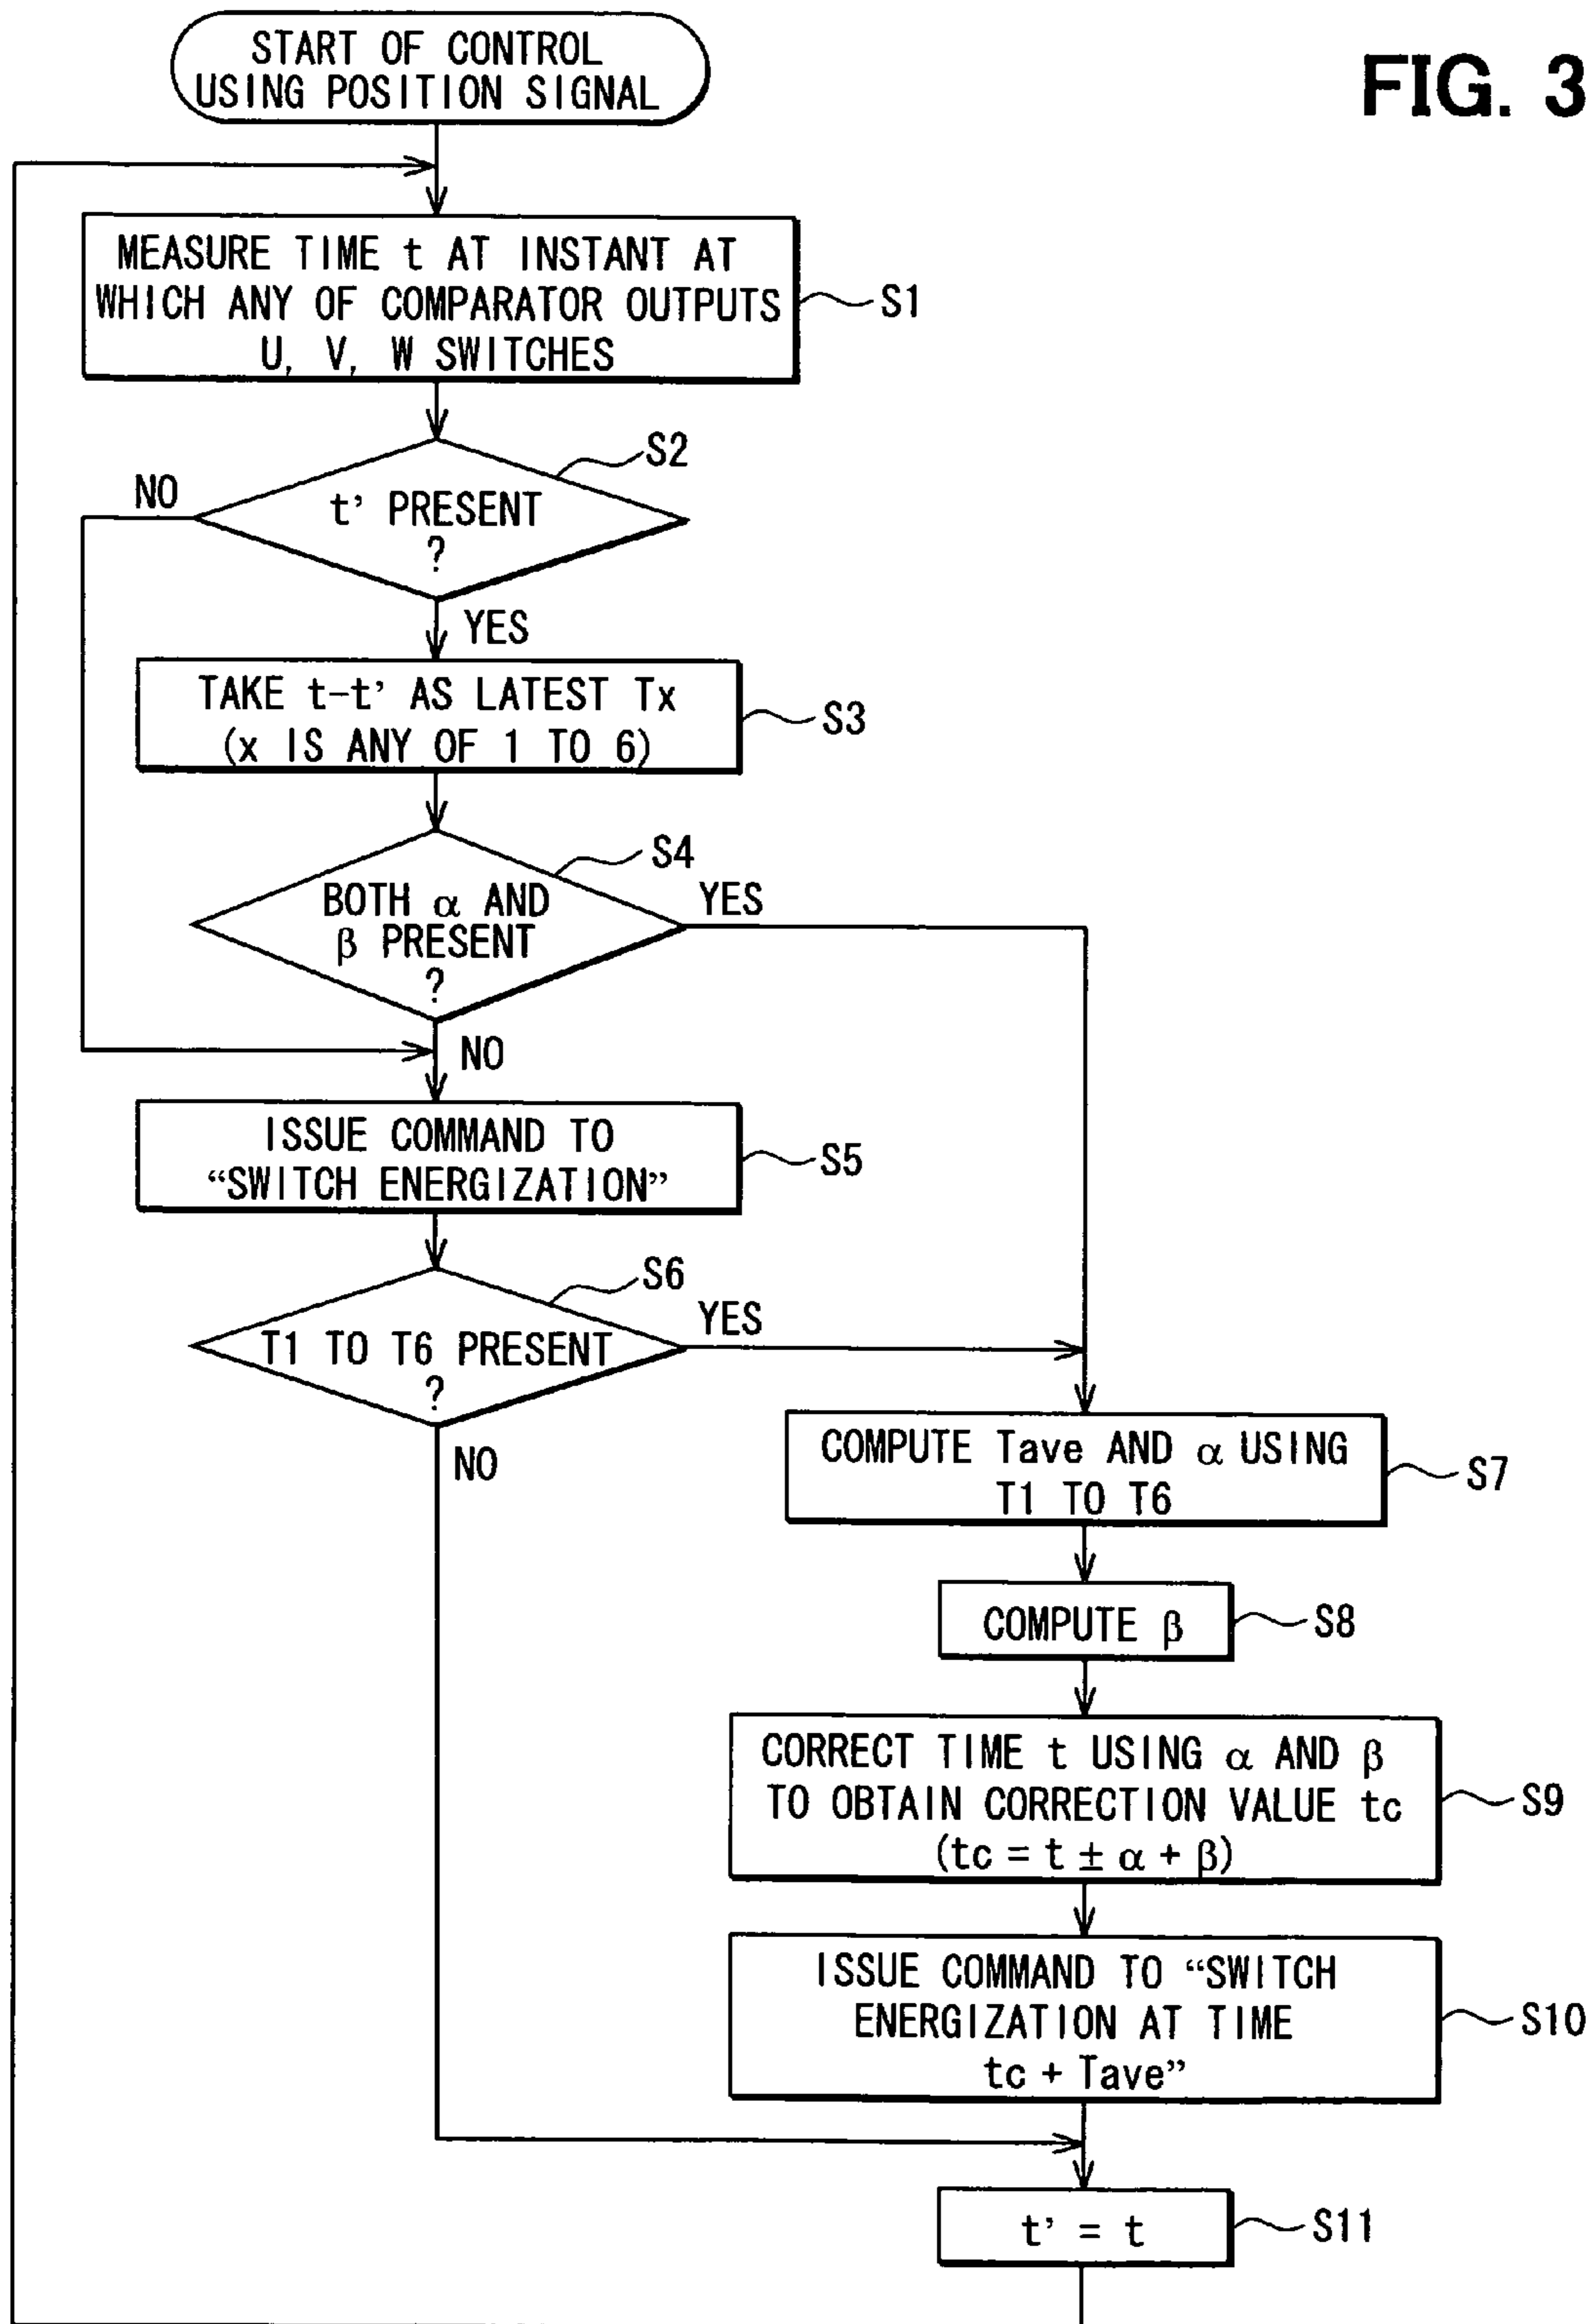 FIG. 3
START OF CONTROL
USING POSITION SIGNAL
MEASURE TIME t AT INSTANT AT
WHICH ANY OF COMPARATOR OUTPUTS
U, V, W SWITCHES
S1
S2
NO
t' PRESENT
?
YES
TAKE t-t' AS LATEST Tx
(x IS ANY OF 1 TO 6)
S3
S4
BOTH α AND
β PRESENT
?
YES
NO
ISSUE COMMAND TO
“SWITCH ENERGIZATION”
S5
S6
T1 TO T6 PRESENT
?
YES
NO
COMPUTE Tave AND α USING
T1 TO T6
S7
COMPUTE β
S8
CORRECT TIME t USING α AND β
TO OBTAIN CORRECTION VALUE tc
(tc = t ± α + β)
S9
ISSUE COMMAND TO “SWITCH
ENERGIZATION AT TIME
tc + Tave”
S10
t' = t
S11